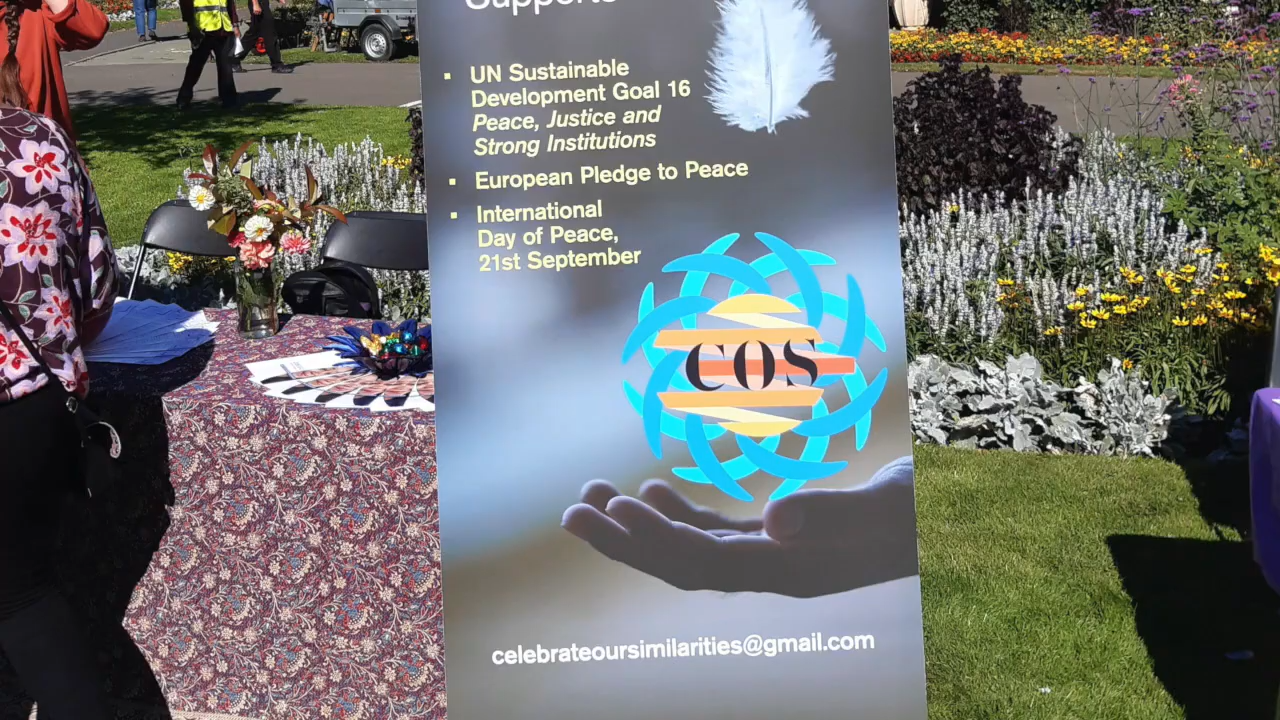 Supports
▪ UN Sustainable
Development Goal 16
Peace, Justice and
Strong Institutions
▪ European Pledge to Peace
▪ International
Day of Peace,
21st September
COS
celebrateoursimilarities@gmail.com